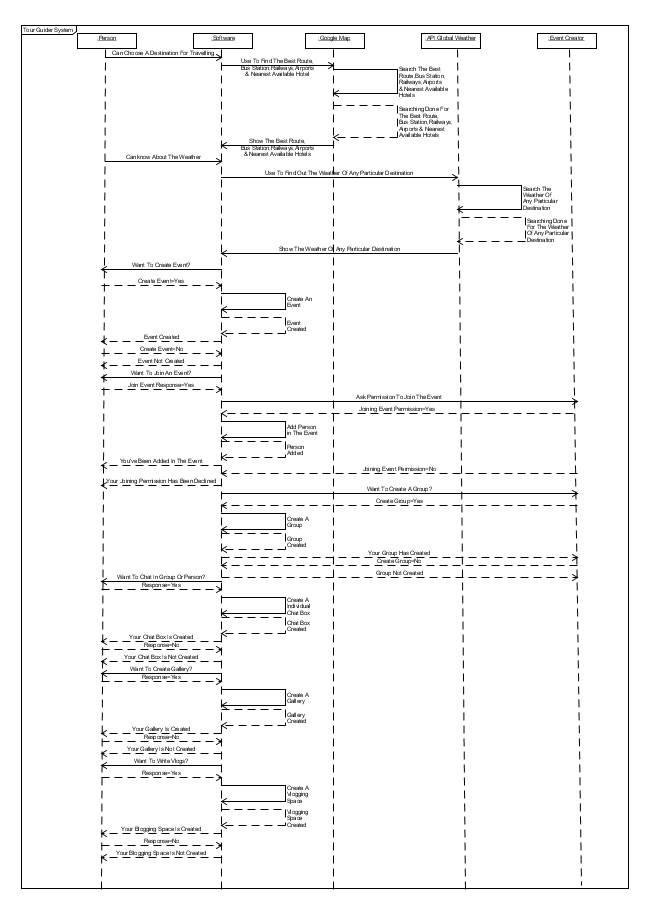 Tour Guider System
Person
Software
Google Map
API Global Weather
Event Creator
Can Choose A Destination For Travelling
Use To Find The Best Route,
Bus Station, Railways, Airports
& Nearest Available Hotel
Search The Best
Route,Bus Station,
Railways, Airports
& Nearest Available
Hotels
Searching Done For
The Best Route,
Bus Station, Railways,
Airports & Nearest
Available Hotels
Show The Best Route,
Bus Station, Railways, Airports
& Nearest Available Hotels
Can know About The Weather
Use To Find Out The Weather Of Any Particular Destination
Search The
Weather Of
Any Particular
Destination
Searching Done
For The Weather
Of Any Particular
Destination
Show The Weather Of Any Particular Destination
Want To Create Event?
Create Event=Yes
Create An
Event
Event
Created
Event Created
Create Event=No
Event Not Created
Want To Join An Event?
Join Event Response=Yes
Ask Permission To Join The Event
Joining Event Permission=Yes
Add Person
in The Event
Person
Added
You've Been Added In The Event
Joining Event Permission=No
Your Joining Permission Has Been Declined
Want To Create A Group?
Create Group=Yes
Create A
Group
Group
Created
Your Group Has Created
Create Group=No
Group Not Created
Want To Chat In Group Or Person?
Response=Yes
Create A
Individual
Chat Box
Chat Box
Created
Your Chat Box Is Created
Response=No
Your Chat Box Is Not Created
Want To Create Gallery?
Response=Yes
Create A
Gallery
Gallery
Created
Your Gallery Is Created
Response=No
Your Gallery Is Not Created
Want To Write Vlogs?
Response=Yes
Create A
Vlogging
Space
Vlogging
Space
Created
Your Blogging Space Is Created
Response=No
Your Blogging Space Is Not Created